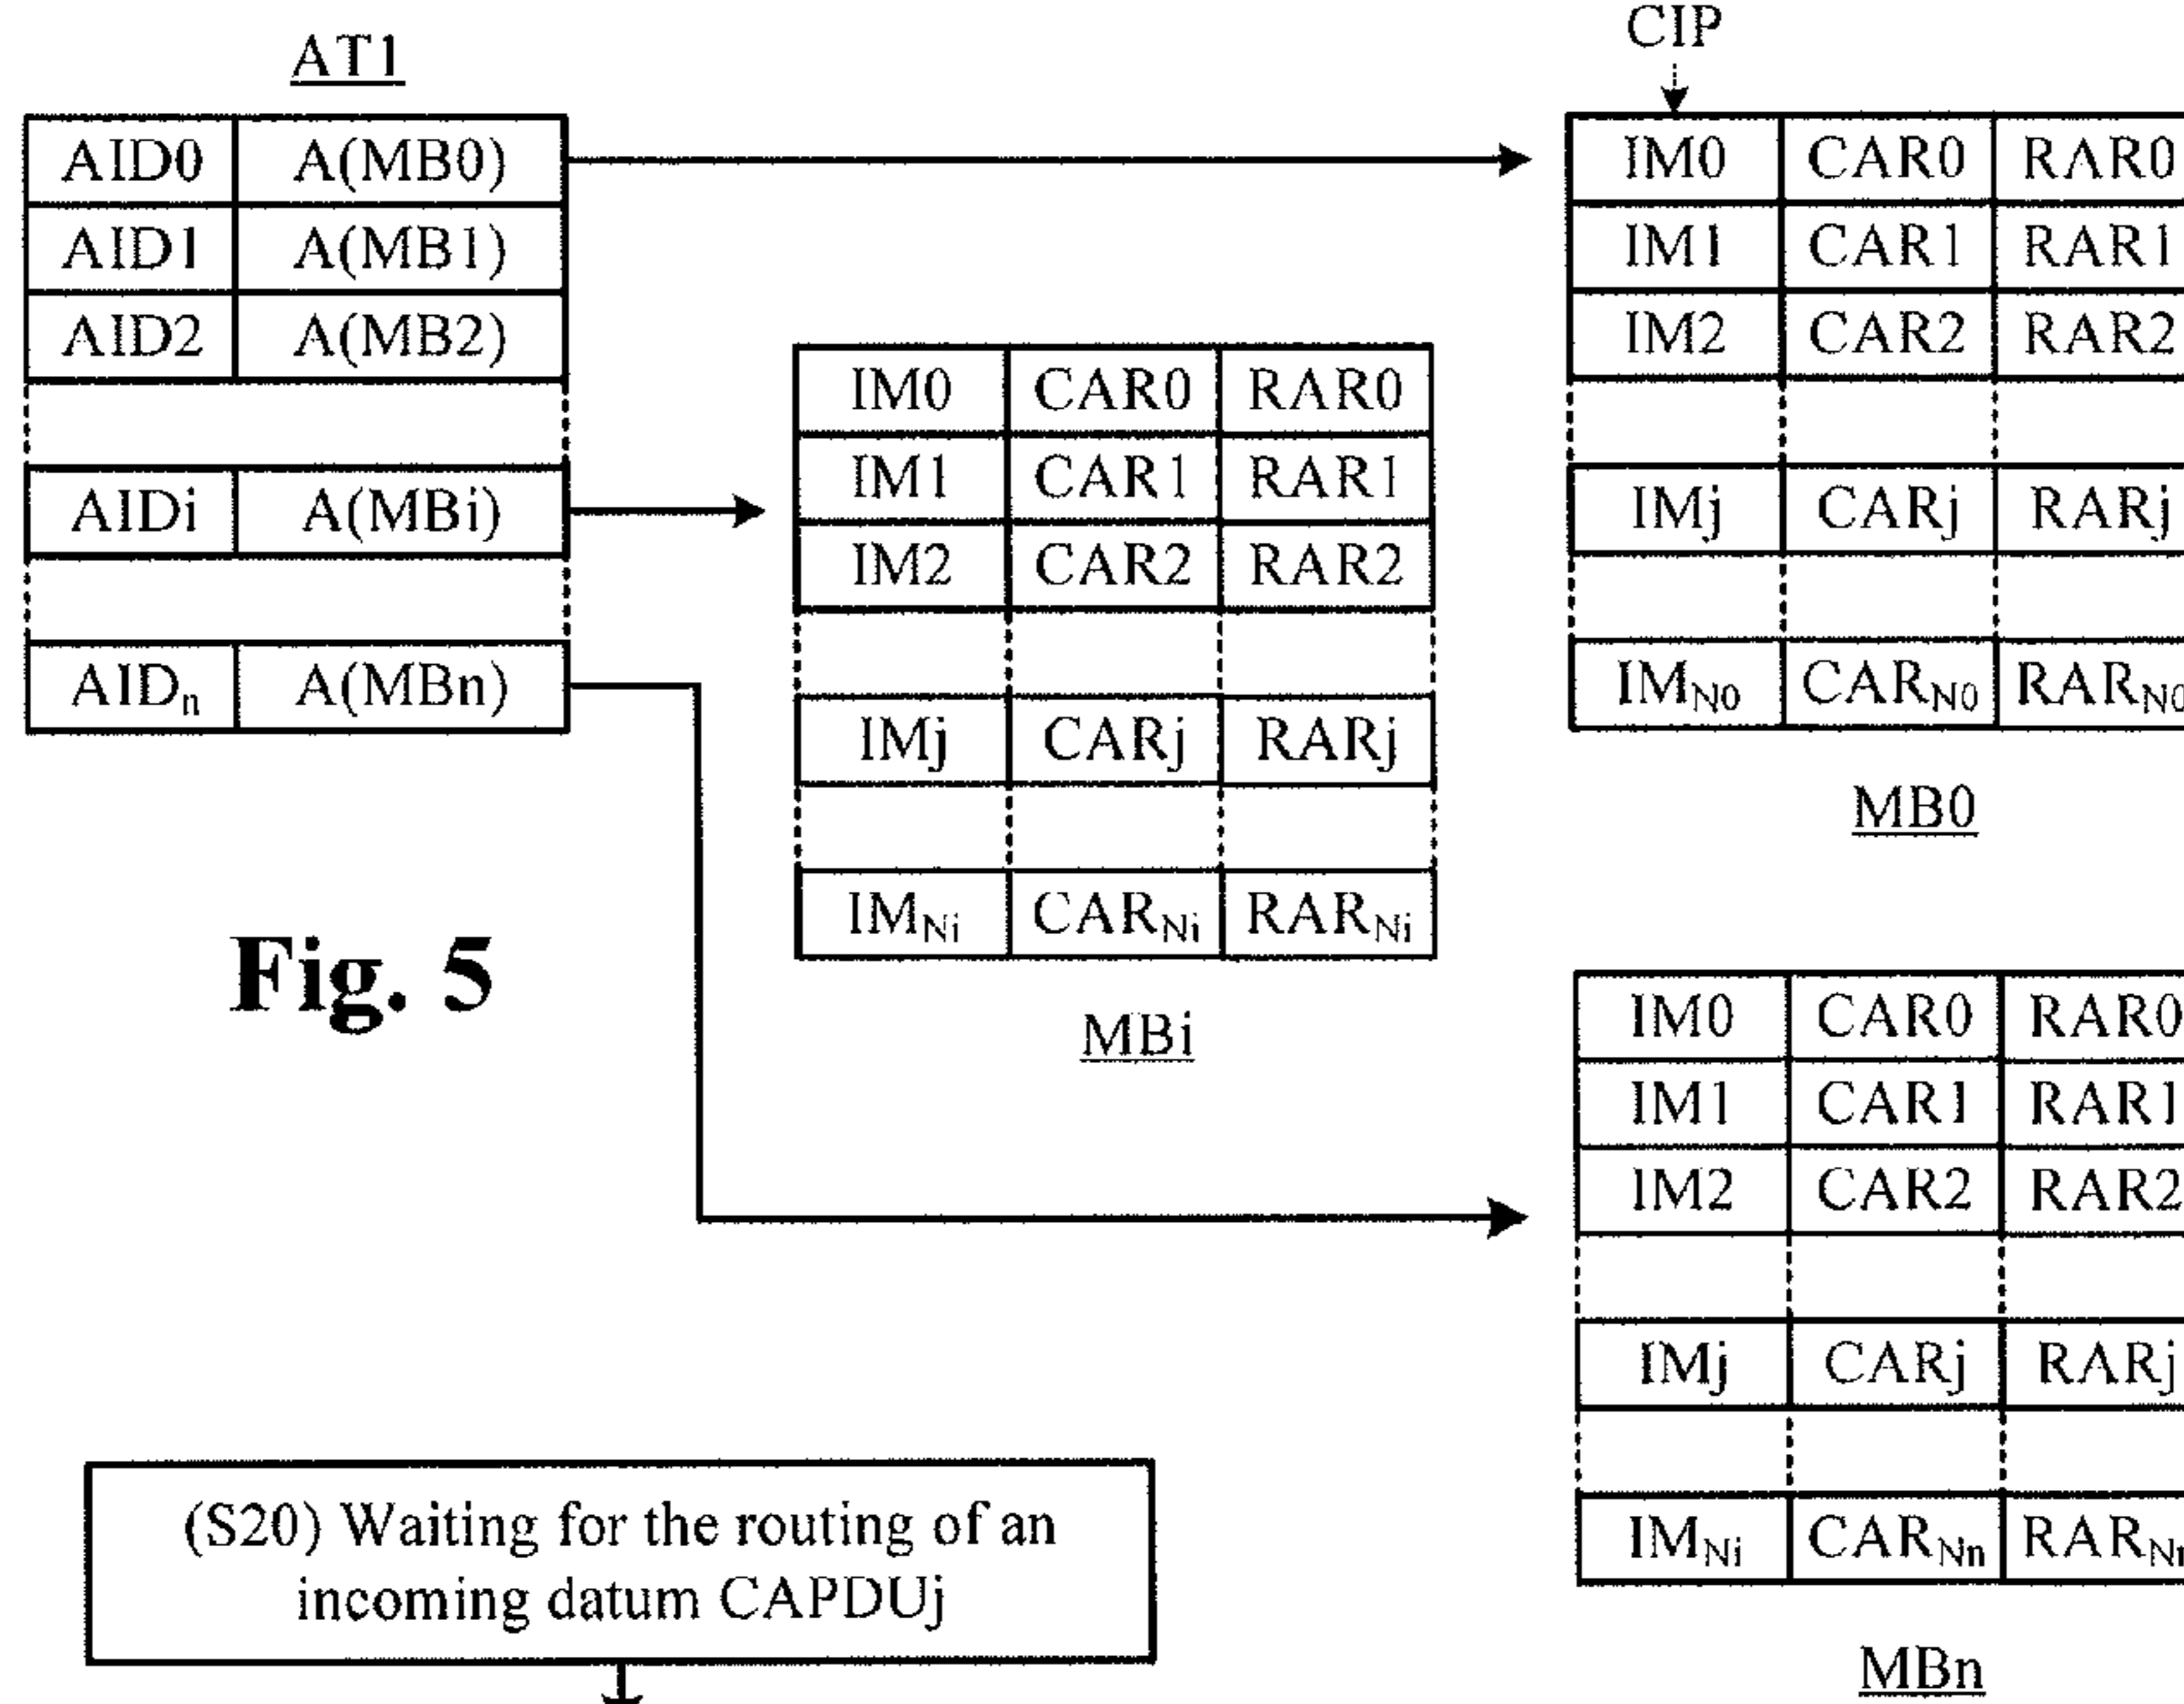 AT1
AID0 A(MB0)
AID1 A(MB1)
AID2 A(MB2)
AIDi A(MBi)
AIDn A(MBn)
CIP
IM0 CAR0 RAR0
IM1 CAR1 RAR1
IM2 CAR2 RAR2
IMj CARj RARj
IMN0 CARN0 RARN0
MB0
IM0 CAR0 RAR0
IM1 CAR1 RAR1
IM2 CAR2 RAR2
IMj CARj RARj
IMNi CARNi RARNi
MBi
Fig. 5
IM0 CAR0 RAR0
IM1 CAR1 RAR1
IM2 CAR2 RAR2
IMj CARj RARj
IMNi CARNn RARNn
MBn
(S20) Waiting for the routing of an
incoming datum CAPDUj